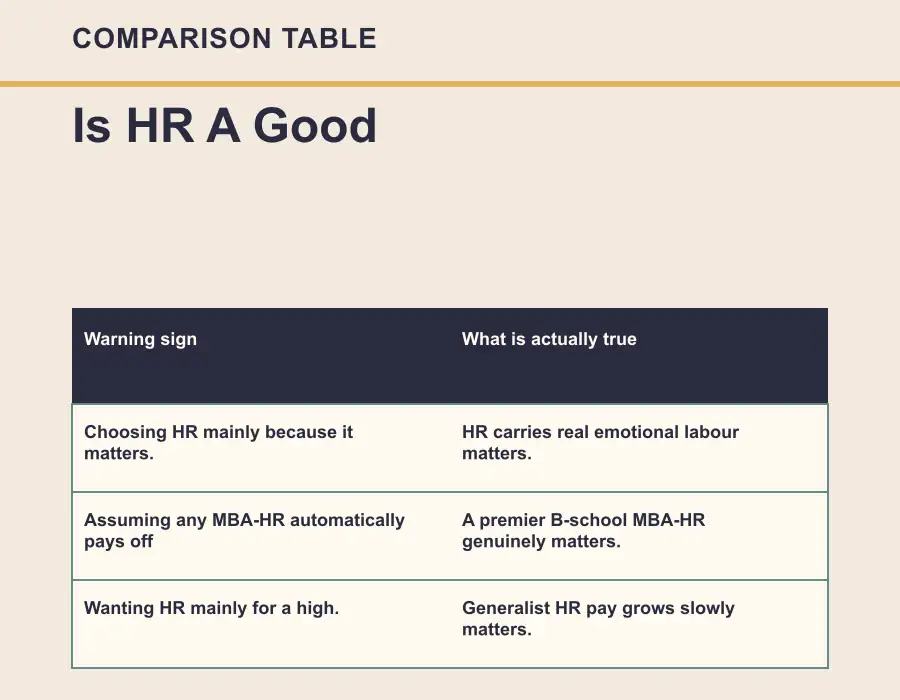 COMPARISON TABLE
Is HR A Good
Warning sign
What is actually true
Choosing HR mainly because it
matters.
HR carries real emotional labour
matters.
Assuming any MBA-HR automatically
pays off
A premier B-school MBA-HR
genuinely matters.
Wanting HR mainly for a high.
Generalist HR pay grows slowly
matters.